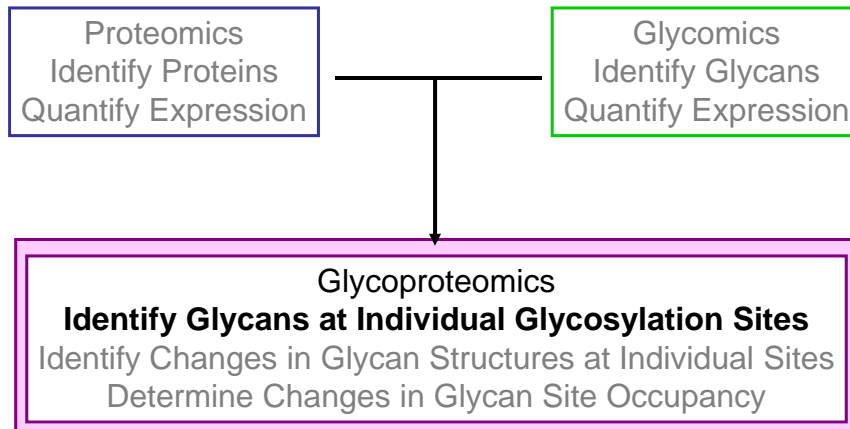 Proteomics
Identify Proteins
Quantify Expression
Glycomics
Identify Glycans
Quantify Expression
Glycoproteomics
Identify Glycans at Individual Glycosylation Sites
Identify Changes in Glycan Structures at Individual Sites
Determine Changes in Glycan Site Occupancy